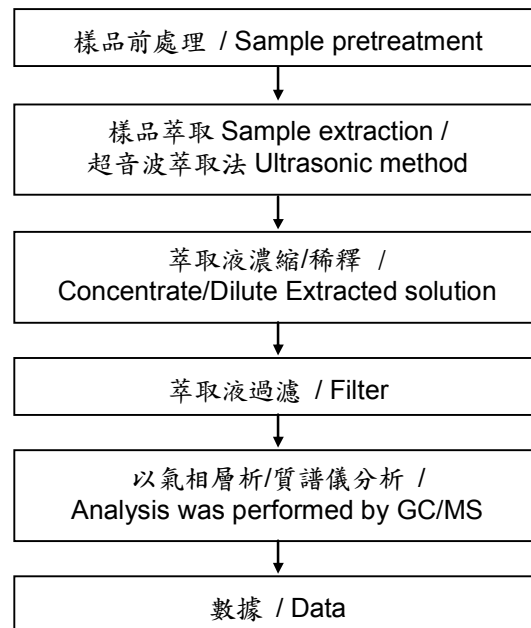 樣品前處理 / Sample pretreatment
樣品萃取 Sample extraction /
超音波萃取法 Ultrasonic method
萃取液濃縮/稀釋 /
Concentrate/Dilute Extracted solution
萃取液過濾 / Filter
以氣相層析/質譜儀分析 /
Analysis was performed by GC/MS
數據 / Data